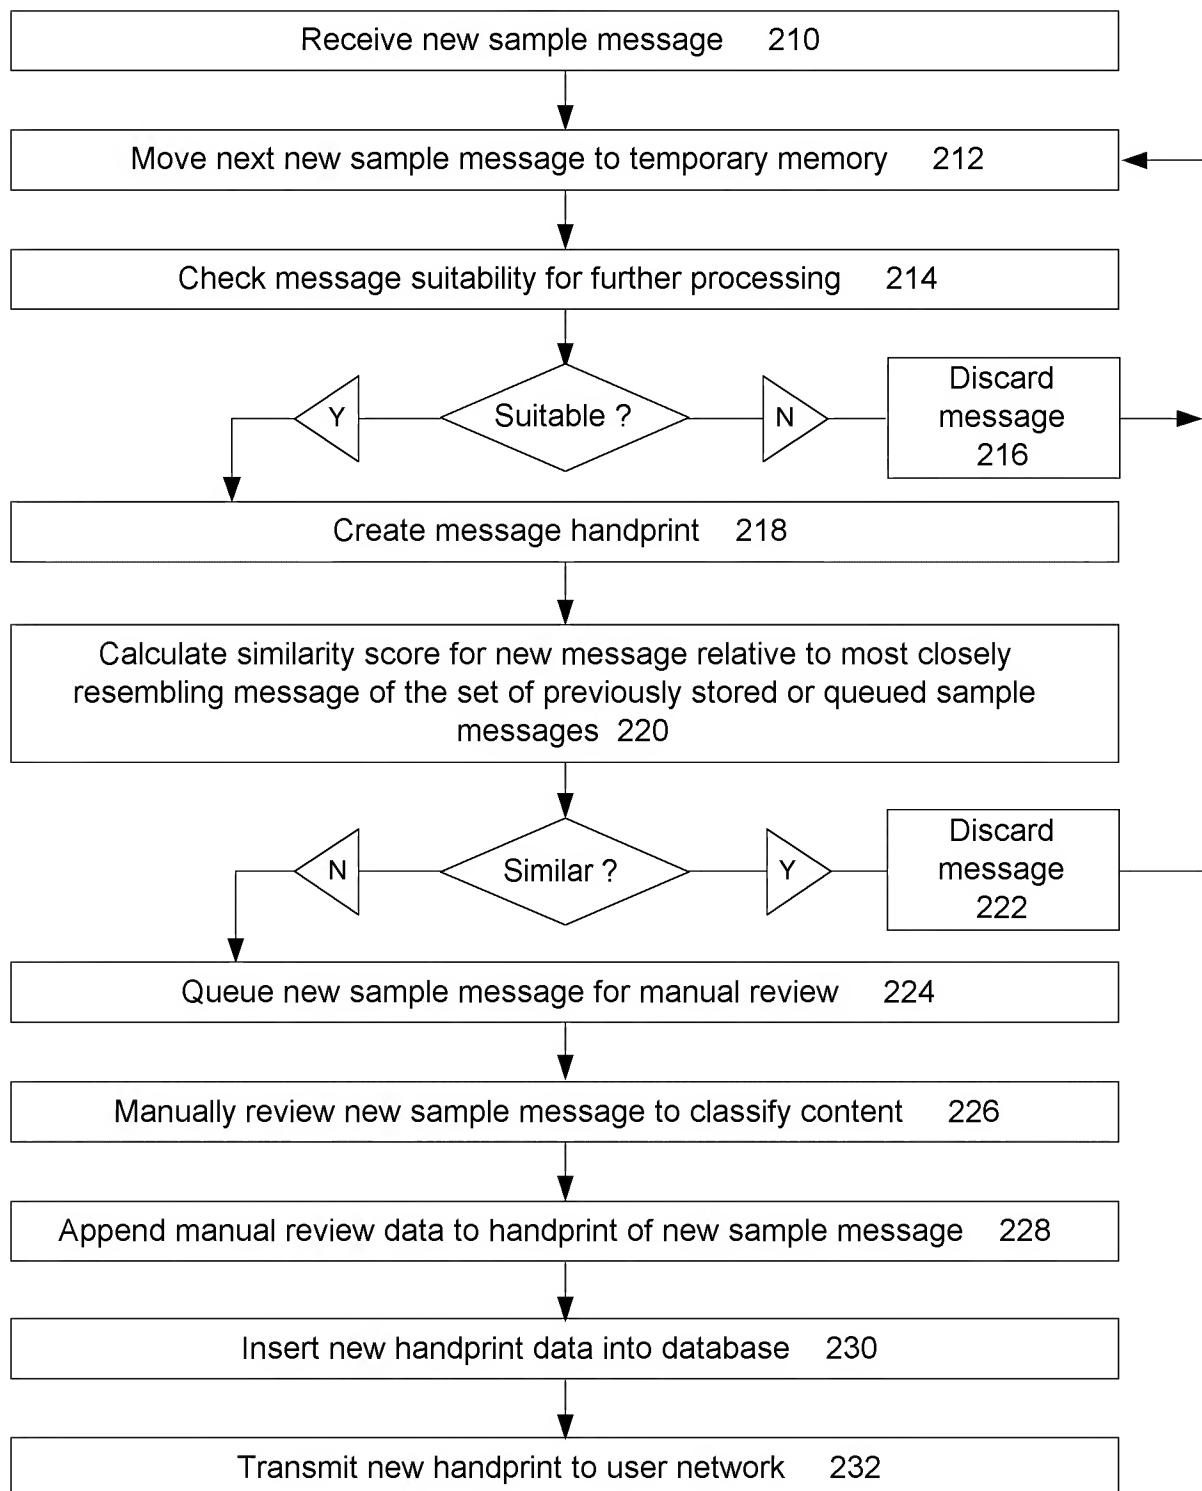 Receive new sample message 210
Move next new sample message to temporary memory 212
Check message suitability for further processing 214
Y
Suitable ?
N
Discard
message
216
Create message handprint 218
Calculate similarity score for new message relative to most closely
resembling message of the set of previously stored or queued sample
messages 220
N
Similar ?
Y
Discard
message
222
Queue new sample message for manual review 224
Manually review new sample message to classify content 226
Append manual review data to handprint of new sample message 228
Insert new handprint data into database 230
Transmit new handprint to user network 232